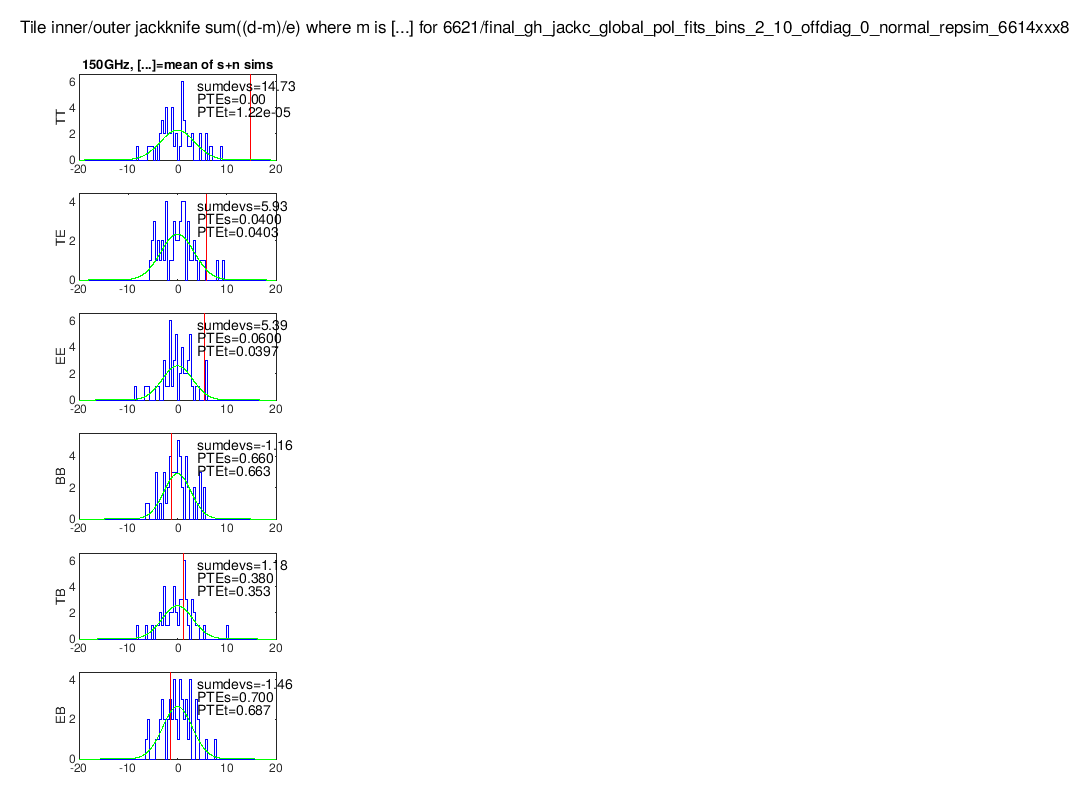 Tile inner/outer jackknife sum((d-m)/e) where m is [...] for 6621/final_gh_jackc_global_pol_fits_bins_2_10_offdiag_0_normal_repsim_6614xxx8
150GHz, [...]=mean of s+n sims
TT
6
4
2
0
sumdevs=14.73
PTEs=0.00
PTEt=1.22e-05
-20 -10 0 10 20
TE
4
2
0
sumdevs=5.93
PTEs=0.0400
PTEt=0.0403
-20 -10 0 10 20
EE
6
4
2
0
sumdevs=5.39
PTEs=0.0600
PTEt=0.0397
-20 -10 0 10 20
BB
4
2
0
sumdevs=-1.16
PTEs=0.660
PTEt=0.663
-20 -10 0 10 20
TB
6
4
2
0
sumdevs=1.18
PTEs=0.380
PTEt=0.353
-20 -10 0 10 20
EB
4
2
0
sumdevs=-1.46
PTEs=0.700
PTEt=0.687
-20 -10 0 10 20